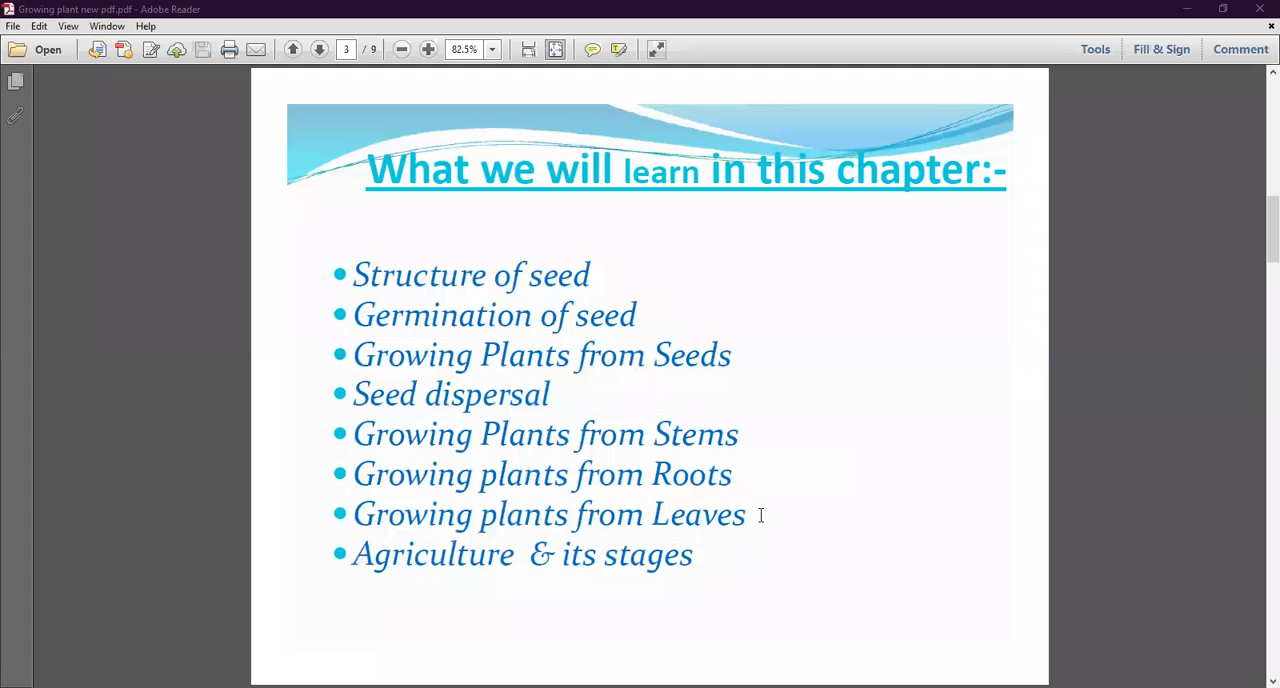 Growing plant new pdf.pdf - Adobe Reader
File Edit View Window Help
Open 3 / 9 82.5% Tools Fill & Sign Comment
What we will learn in this chapter:-
•Structure of seed
•Germination of seed
•Growing Plants from Seeds
•Seed dispersal
•Growing Plants from Stems
•Growing plants from Roots
•Growing plants from Leaves
•Agriculture & its stages